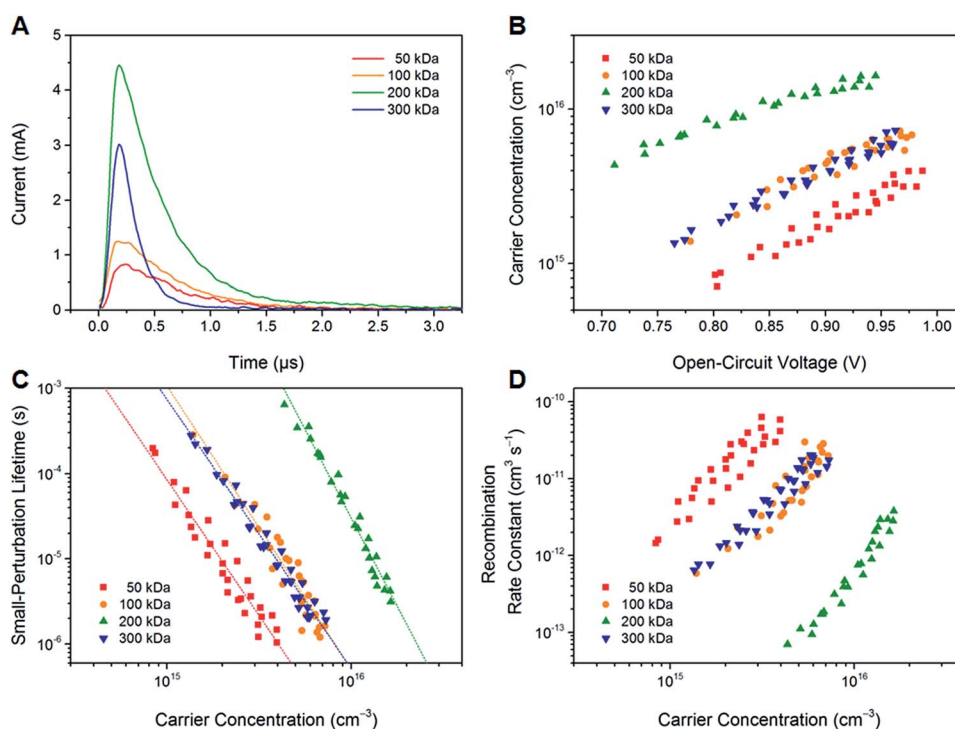 A
5
4
3
2
1
0
Current (mA)
50 kDa
100 kDa
200 kDa
300 kDa
0.0 0.5 1.0 1.5 2.0 2.5 3.0
Time (µs)
B
50 kDa
100 kDa
200 kDa
300 kDa
10¹⁶
10¹⁵
Carrier Concentration (cm⁻³)
0.70 0.75 0.80 0.85 0.90 0.95 1.00
Open-Circuit Voltage (V)
C
10⁻³
10⁻⁴
10⁻⁵
10⁻⁶
Small-Perturbation Lifetime (s)
50 kDa
100 kDa
200 kDa
300 kDa
10¹⁵ 10¹⁶
Carrier Concentration (cm⁻³)
D
10⁻¹⁰
10⁻¹¹
10⁻¹²
10⁻¹³
Recombination
Rate Constant (cm³ s⁻¹)
50 kDa
100 kDa
200 kDa
300 kDa
10¹⁵ 10¹⁶
Carrier Concentration (cm⁻³)